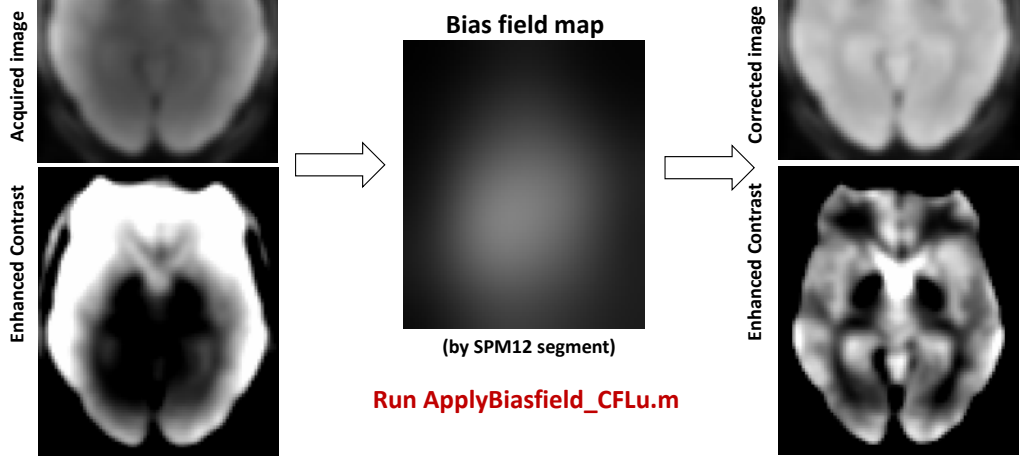 Acquired image
Enhanced Contrast
Bias field map
(by SPM12 segment)
Run ApplyBiasfield_CFLu.m
Corrected image
Enhanced Contrast